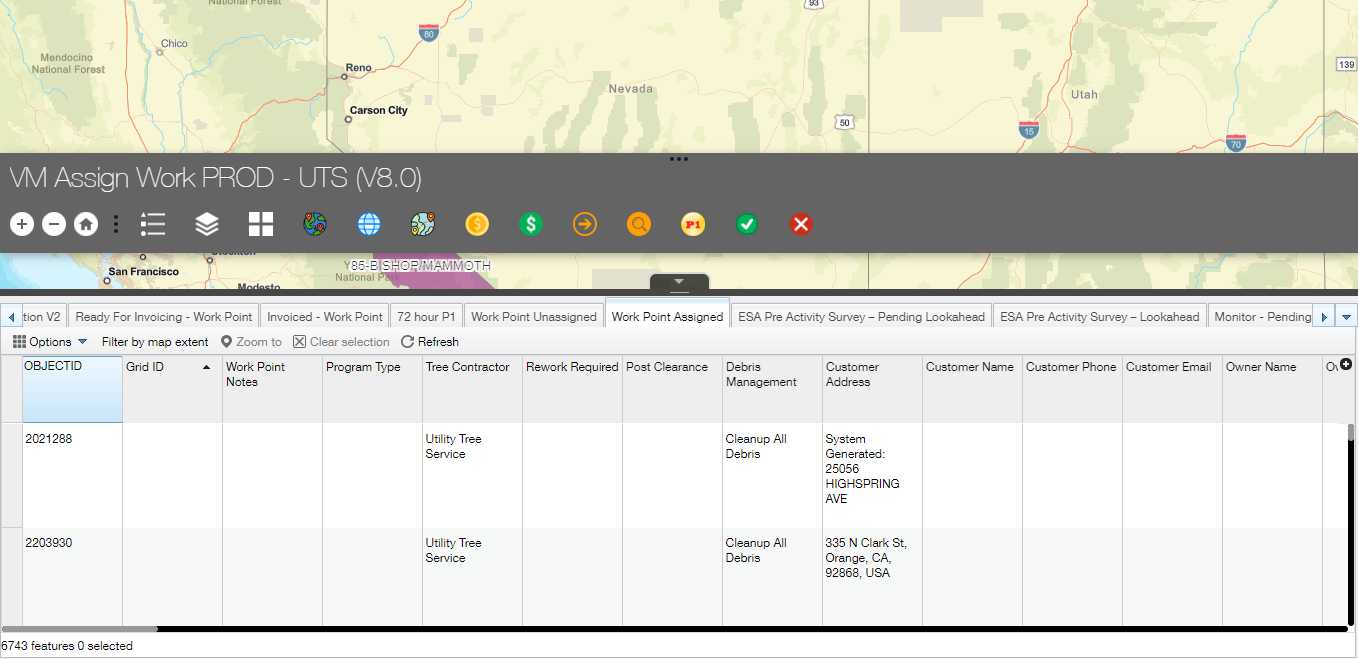 National Forest
93
Chico
80
Mendocino
National Forest
Reno
139
Nevada
Utah
Carson City
50
15
70
VM Assign Work PROD - UTS (V8.0)
$
$
P1
San Francisco
Y85-BISHOP/MAMMOTH
National Pa
Modesto
tion V2
Ready For Invoicing - Work Point
Invoiced - Work Point
72 hour P1
Work Point Unassigned
Work Point Assigned
ESA Pre Activity Survey – Pending Lookahead
ESA Pre Activity Survey – Lookahead
Monitor - Pending
Options
Filter by map extent
Zoom to
Clear selection
Refresh
OBJECTID
Grid ID
Work Point
Notes
Program Type
Tree Contractor
Rework Required
Post Clearance
Debris
Management
Customer
Address
Customer Name
Customer Phone
Customer Email
Owner Name
2021288
Utility Tree
Service
Cleanup All
Debris
System
Generated:
25056
HIGHSPRING
AVE
2203930
Utility Tree
Service
Cleanup All
Debris
335 N Clark St,
Orange, CA,
92868, USA
6743 features 0 selected